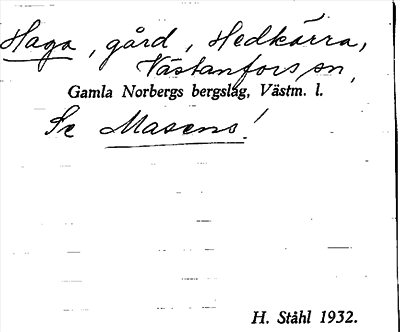 Haga, gård, Hedkärra,
Västanfors sn,
Gamla Norbergs bergslag, Västm. l.
Se Masens!
H. Ståhl 1932.